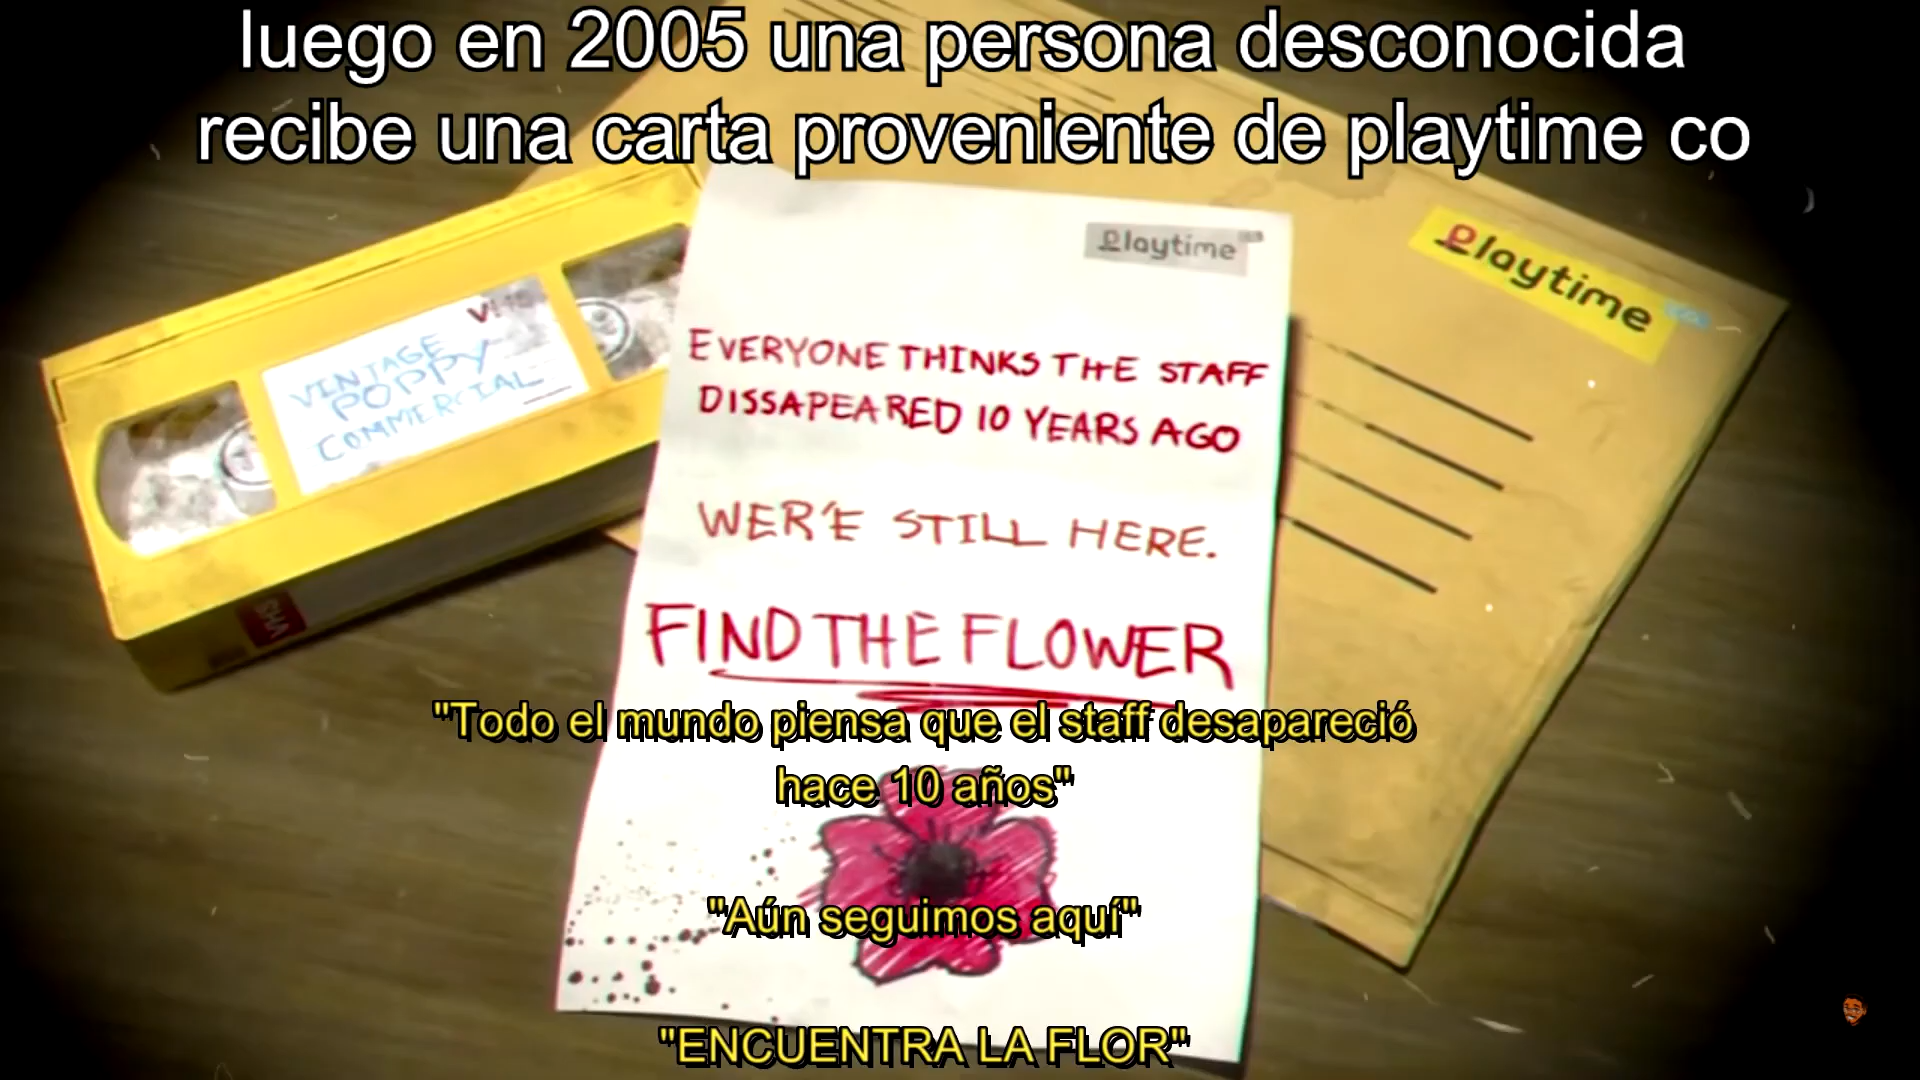 luego en 2005 una persona desconocida
recibe una carta proveniente de playtime co
Playtime
Playtime
VINTAGE
POPPY
COMMERCIAL
VHS
EVERYONE THINKS THE STAFF
DISSAPEARED 10 YEARS AGO
WER'E STILL HERE.
FIND THE FLOWER
"Todo el mundo piensa que el staff desapareció
hace 10 años"
"Aún seguimos aquí"
"ENCUENTRA LA FLOR"